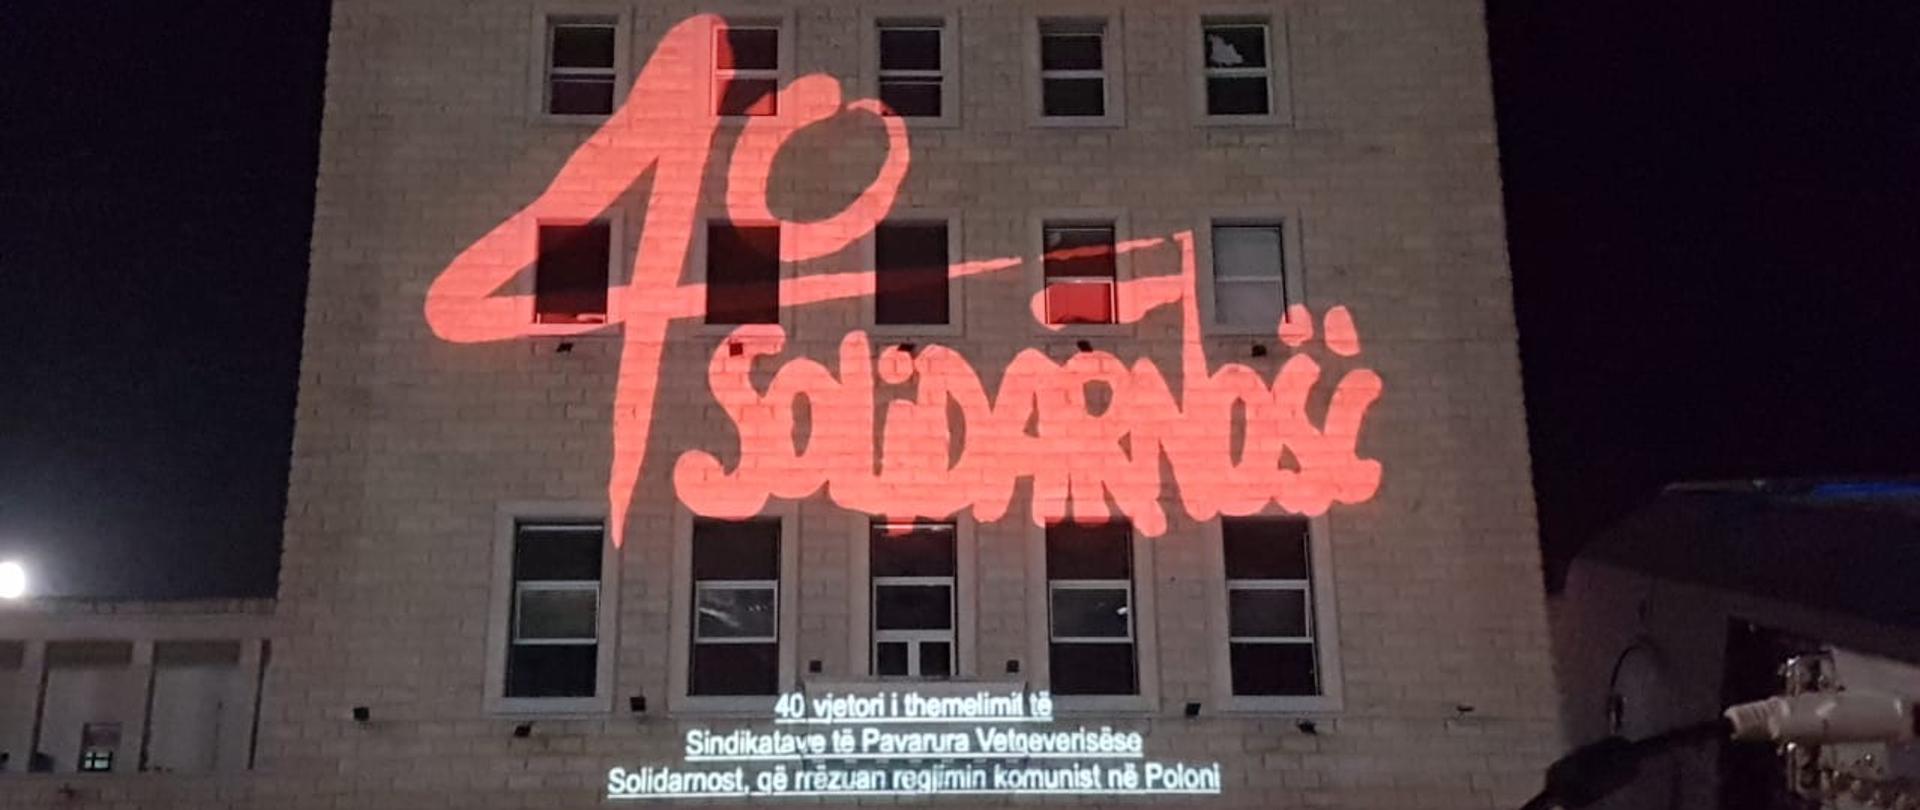 40
SOLiDARNOŚĆ
40 vjetori i themelimit të
Sindikatave të Pavarura Vetqeverisëse
Solidarnost, që rrëzuan regjimin komunist në Poloni